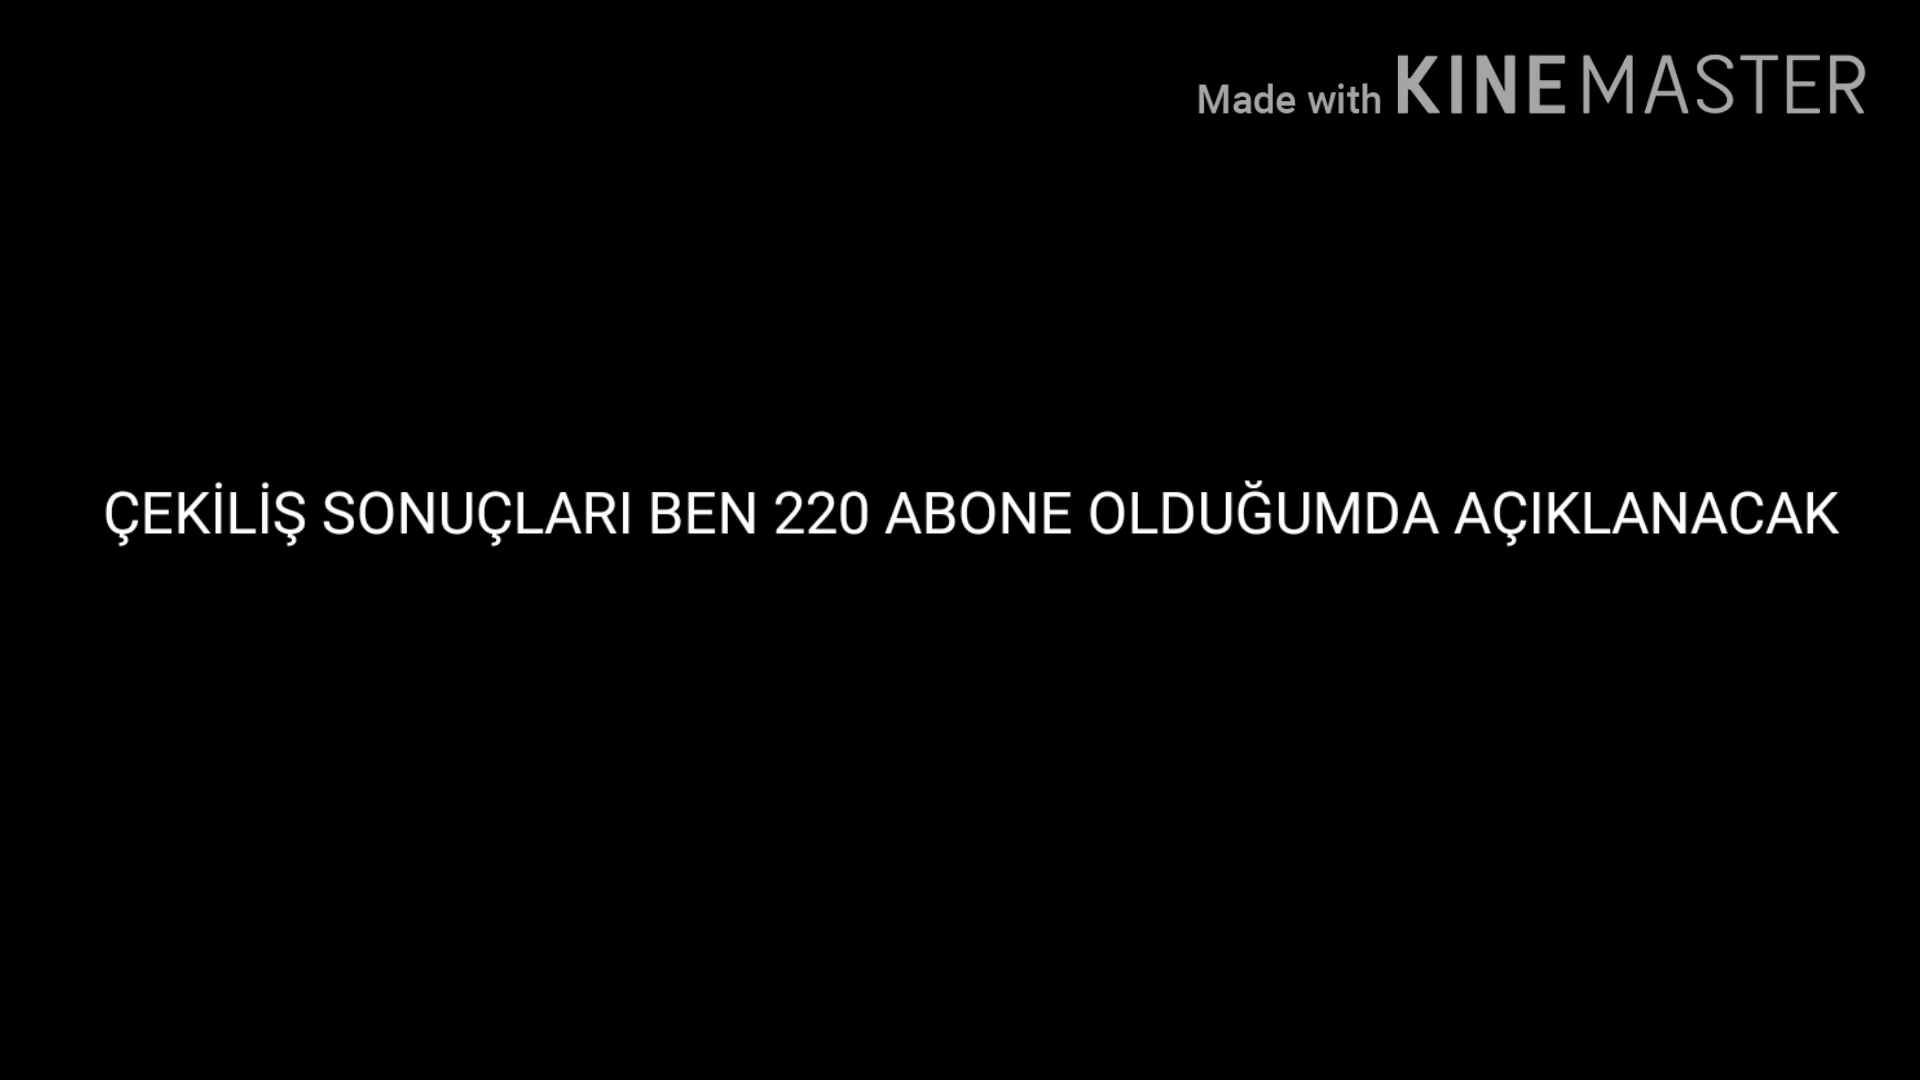 Made with KINEMASTER
ÇEKİLİŞ SONUÇLARI BEN 220 ABONE OLDUĞUMDA AÇIKLANACAK